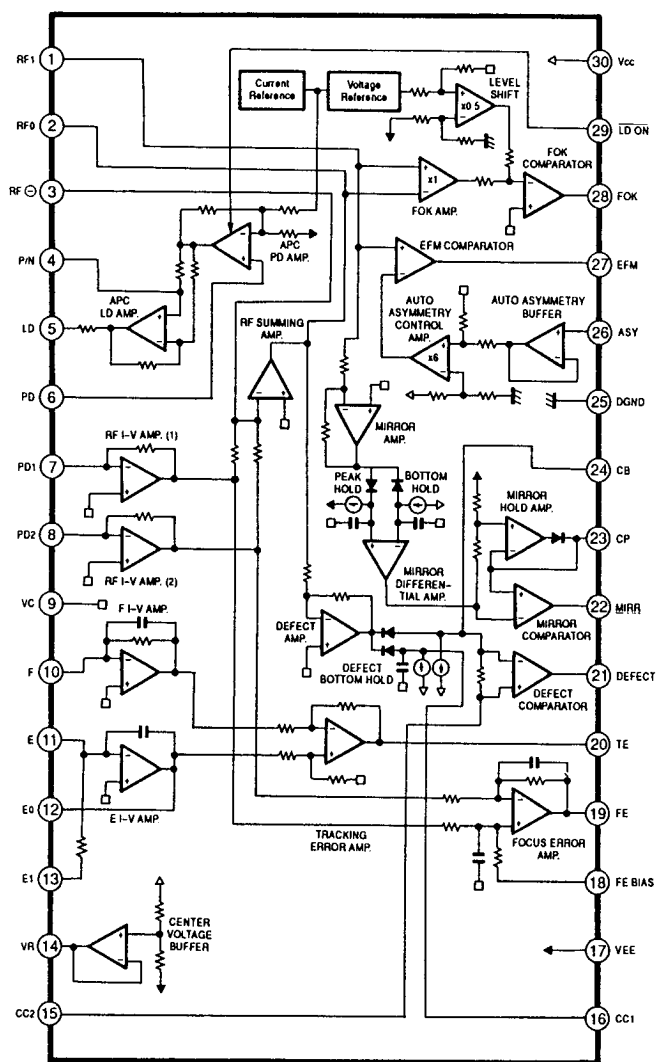 RF1 1
RF0 2
RF ⊖ 3
P/N 4
LD 5
PD 6
PD1 7
PD2 8
VC 9
F 10
E 11
E0 12
E1 13
VR 14
CC2 15
30 Vcc
29 LD ON
28 FOK
27 EFM
26 ASY
25 DGND
24 CB
23 CP
22 MIRR
21 DEFECT
20 TE
19 FE
18 FE BIAS
17 VEE
16 CC1
Current
Reference
Voltage
Reference
LEVEL
SHIFT
x0 5
FOK
COMPARATOR
x1
FOK AMP.
APC
PD AMP.
APC
LD AMP.
EFM COMPARATOR
AUTO
ASYMMETRY
CONTROL
AMP.
x6
AUTO ASYMMETRY
BUFFER
RF SUMMING
AMP.
MIRROR
AMP.
RF I-V AMP. (1)
RF I-V AMP. (2)
PEAK
HOLD
BOTTOM
HOLD
MIRROR
HOLD AMP.
MIRROR
DIFFEREN-
TIAL AMP.
MIRROR
COMPARATOR
F I-V AMP.
DEFECT
AMP.
DEFECT
BOTTOM HOLD
DEFECT
COMPARATOR
E I-V AMP.
TRACKING
ERROR AMP.
FOCUS ERROR
AMP.
CENTER
VOLTAGE
BUFFER